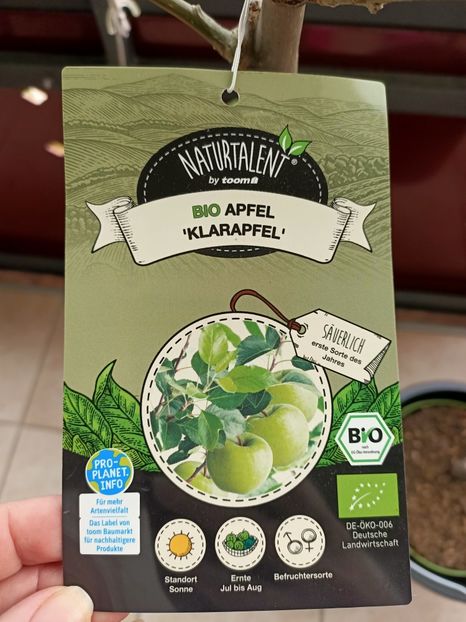 NATURTALENT®
by toom
BIO APFEL
'KLARAPFEL'
SÄUERLICH
erste Sorte des
Jahres
BiO
nach
EG-Öko-Verordnung
PRO-
PLANET.
INFO
Für mehr
Artenvielfalt
Das Label von
toom Baumarkt
für nachhaltigere
Produkte
DE-ÖKO-006
Deutsche
Landwirtschaft
Standort
Sonne
Ernte
Jul bis Aug
Befruchtersorte